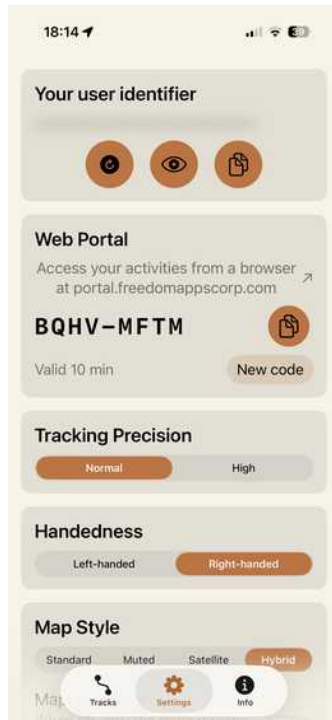 18:14
39
Your user identifier
Web Portal
Access your activities from a browser
at portal.freedomappscorp.com
BQHV-MFTM
Valid 10 min
New code
Tracking Precision
Normal High
Handedness
Left-handed Right-handed
Map Style
Standard Muted Satellite Hybrid
Map
Tracks Settings Info